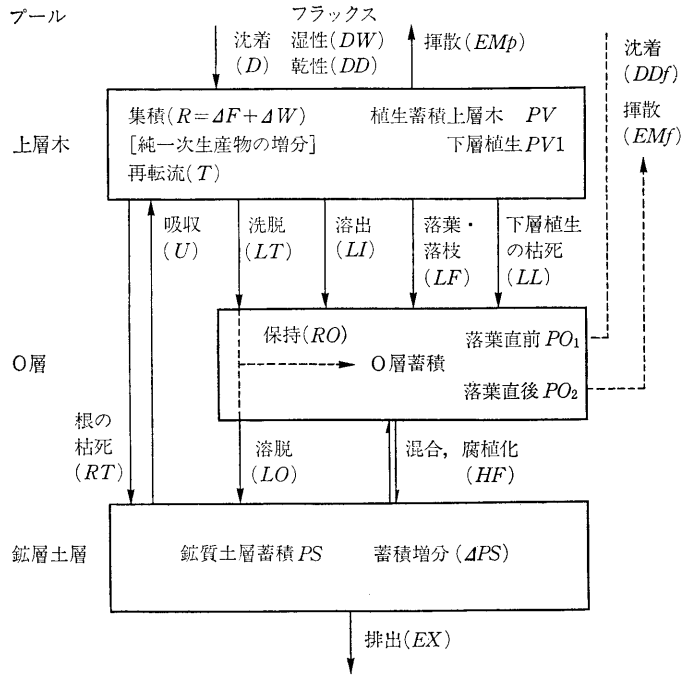 プール
フラックス
沈着
(D)
湿性(DW)
乾性(DD)
揮散(EMp)
沈着
(DDf)
揮散
(EMf)
上層木
集積(R=ΔF+ΔW)
[純一次生産物の増分]
再転流(T)
植生蓄積上層木 PV
下層植生PV1
吸収
(U)
洗脱
(LT)
溶出
(LI)
落葉・
落枝
(LF)
下層植生
の枯死
(LL)
O層
保持(RO)
O層蓄積
落葉直前 PO₁
落葉直後 PO₂
根の
枯死
(RT)
溶脱
(LO)
混合，腐植化
(HF)
鉱層土層
鉱質土層蓄積 PS
蓄積増分(ΔPS)
排出(EX)